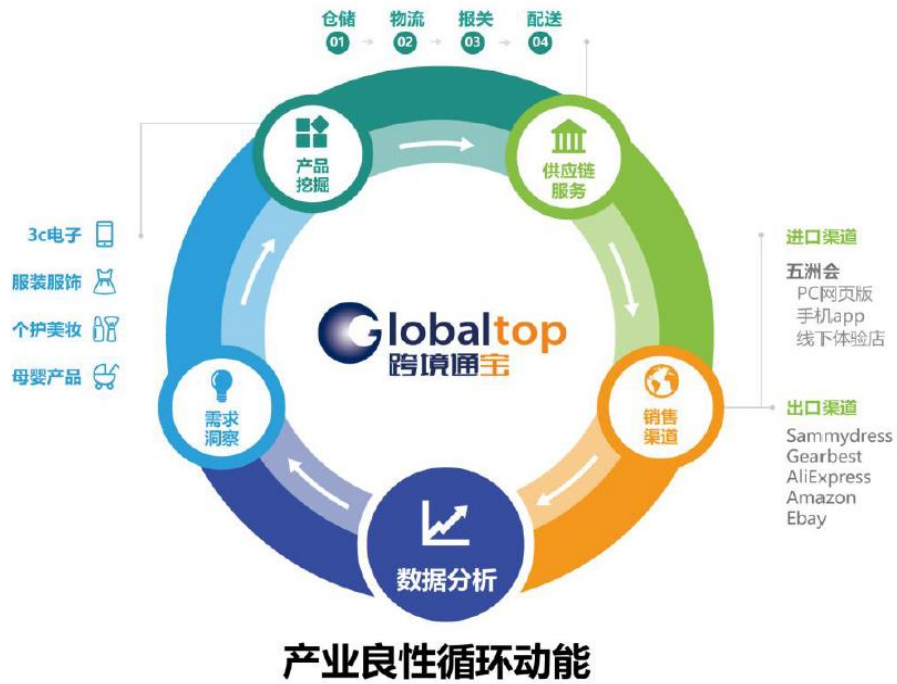 仓储 物流 报关 配送
01 02 03 04
产品
挖掘
供应链
服务
3c电子
服装服饰
个护美妆
母婴产品
进口渠道
五洲会
PC网页版
手机app
线下体验店
Globaltop
跨境通宝
需求
洞察
销售
渠道
出口渠道
Sammydress
Gearbest
AliExpress
Amazon
Ebay
数据分析
产业良性循环动能